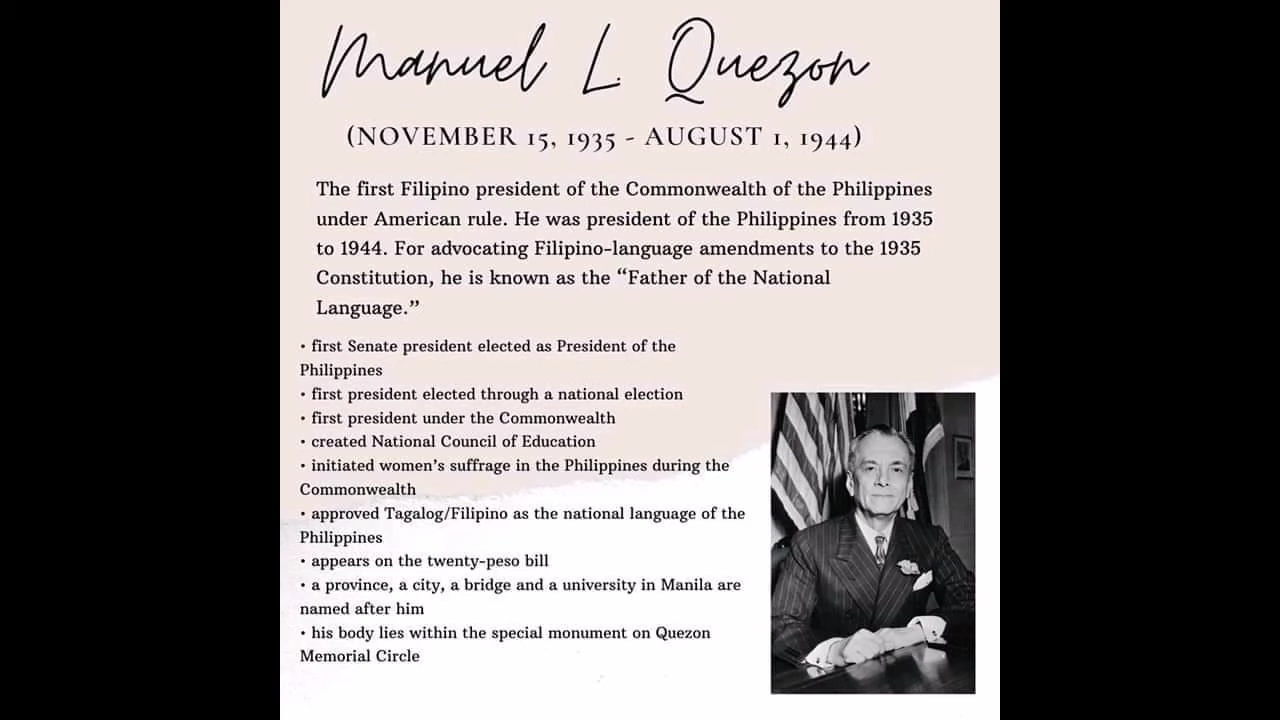 Manuel L. Quezon
(NOVEMBER 15, 1935 - AUGUST 1, 1944)
The first Filipino president of the Commonwealth of the Philippines
under American rule. He was president of the Philippines from 1935
to 1944. For advocating Filipino-language amendments to the 1935
Constitution, he is known as the “Father of the National
Language.”
• first Senate president elected as President of the
Philippines
• first president elected through a national election
• first president under the Commonwealth
• created National Council of Education
• initiated women’s suffrage in the Philippines during the
Commonwealth
• approved Tagalog/Filipino as the national language of the
Philippines
• appears on the twenty-peso bill
• a province, a city, a bridge and a university in Manila are
named after him
• his body lies within the special monument on Quezon
Memorial Circle